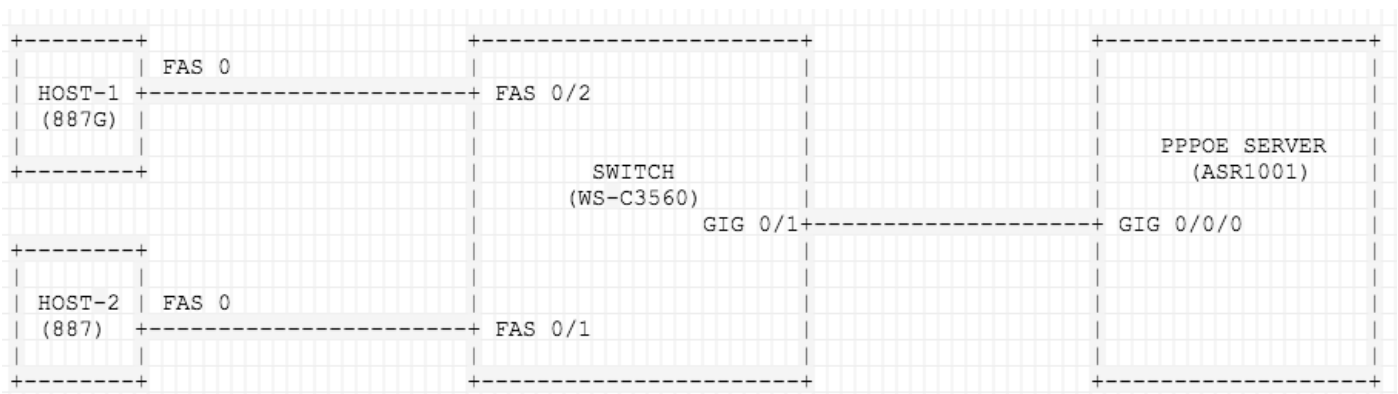 FAS 0
HOST-1
FAS 0/2
(887G)
PPPOE SERVER
SWITCH
(ASR1001)
(WS-C3560)
GIG 0/1
GIG 0/0/0
HOST-2
FAS 0
(887)
FAS 0/1